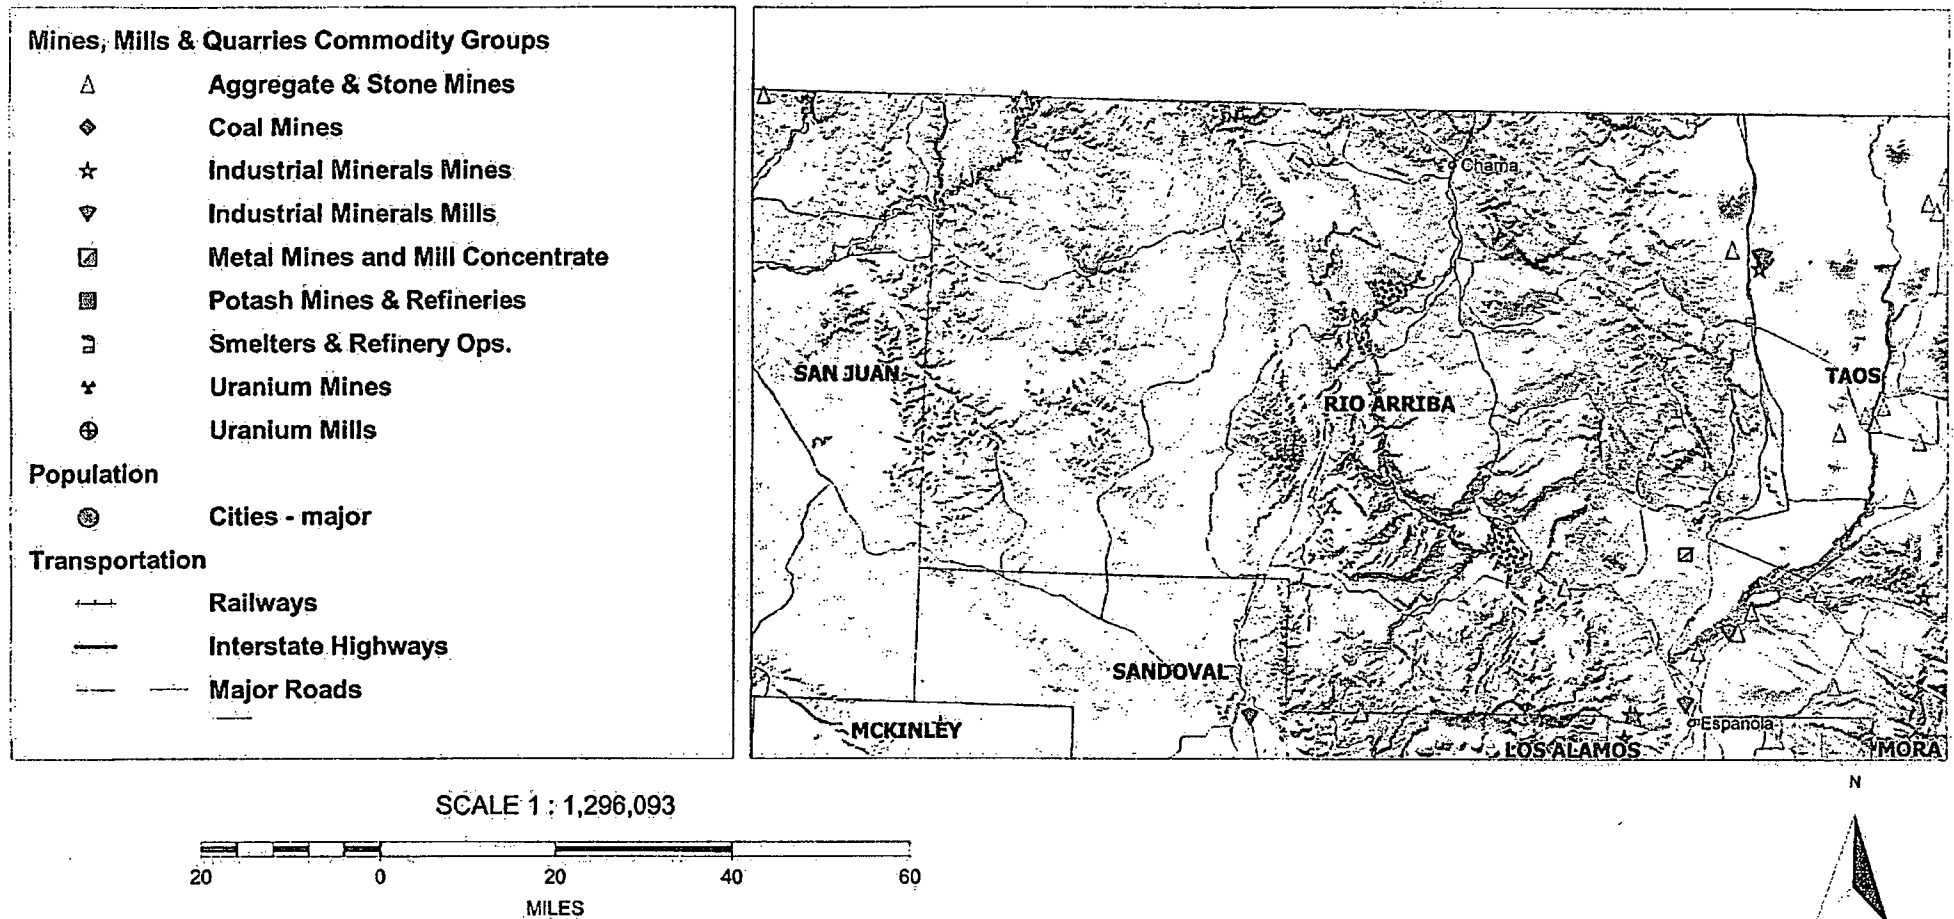 Mines, Mills & Quarries Commodity Groups
Aggregate & Stone Mines
Coal Mines
Industrial Minerals Mines
Industrial Minerals Mills
Metal Mines and Mill Concentrate
Potash Mines & Refineries
Smelters & Refinery Ops.
Uranium Mines
Uranium Mills
Population
Cities - major
Transportation
Railways
Interstate Highways
Major Roads
Chama
SAN JUAN
TAOS
RIO ARRIBA
SANDOVAL
MCKINLEY
Española
LOS ALAMOS
MORA
SCALE 1 : 1,296,093
20 0 20 40 60
MILES
N